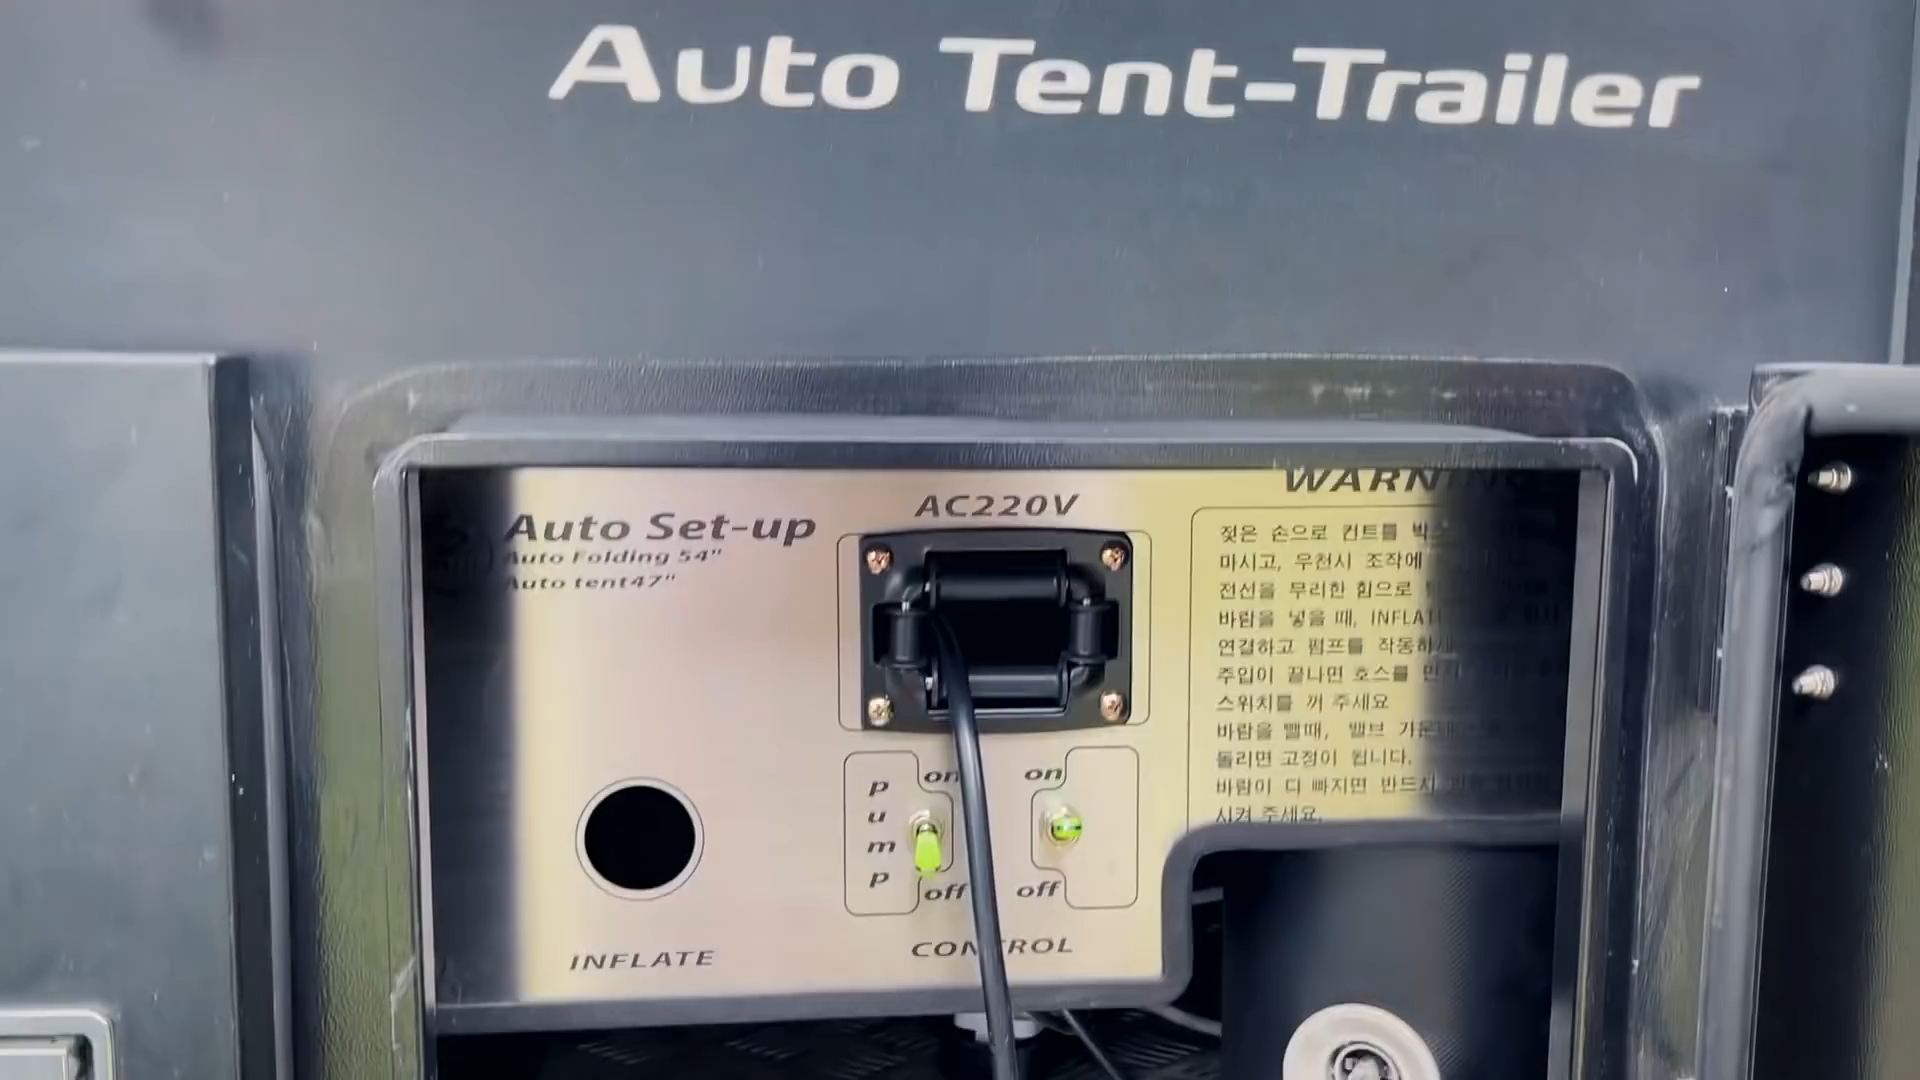 Auto Tent-Trailer
Auto Set-up
Auto Folding 54"
Auto tent47"
AC220V
WARNING
젖은 손으로 컨트롤 박
마시고, 우천시 조작에
전선을 무리한 힘으로
바람을 넣을 때, INFLAT
연결하고 펌프를 작동하
주입이 끝나면 호스를 먼저
스위치를 꺼 주세요
바람을 뺄때, 밸브 가운데
돌리면 고정이 됩니다.
바람이 다 빠지면 반드시
시켜 주세요.
pump
on
off
on
off
INFLATE
CONTROL